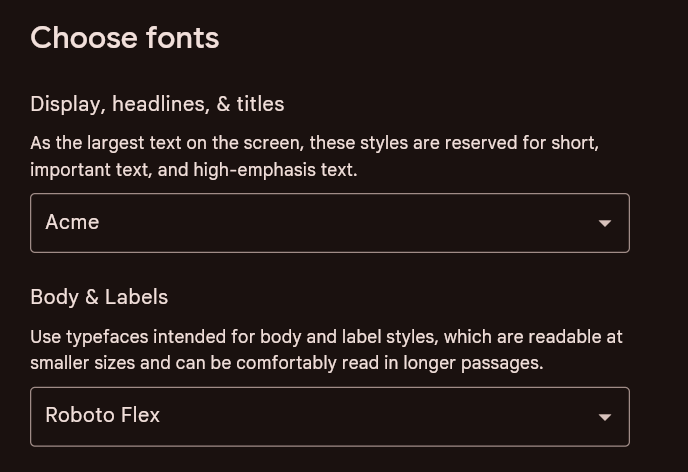 Choose fonts
Display, headlines, & titles
As the largest text on the screen, these styles are reserved for short,
important text, and high-emphasis text.
Acme
Body & Labels
Use typefaces intended for body and label styles, which are readable at
smaller sizes and can be comfortably read in longer passages.
Roboto Flex